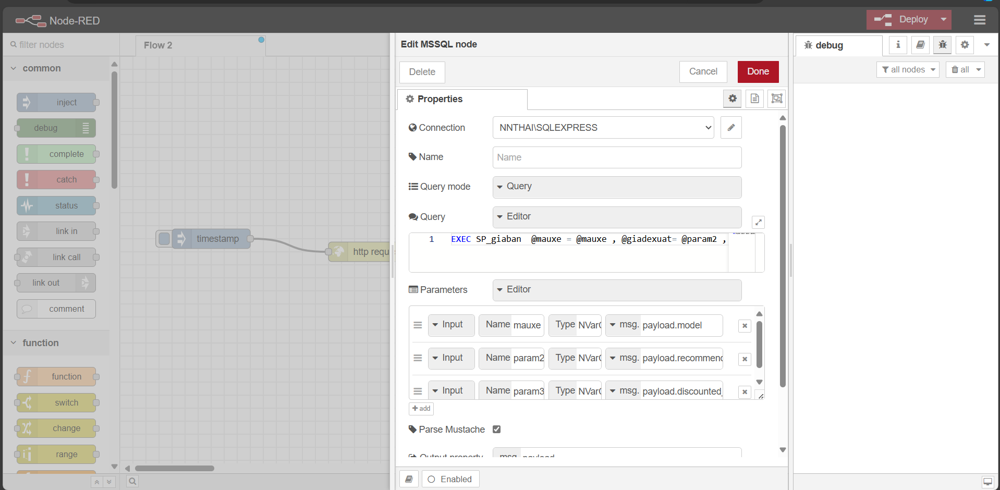 Node-RED
Deploy
filter nodes
Flow 2
Edit MSSQL node
debug
i
Delete
Cancel
Done
all nodes
all
common
Properties
inject
debug
complete
catch
status
link in
link call
link out
comment
function
function
switch
change
range
timestamp
http requ
Connection
NNTHAI\SQLEXPRESS
Name
Name
Query mode
Query
Query
Editor
1 EXEC SP_giaban @mauxe = @mauxe , @giadexuat= @param2 ,
Parameters
Editor
Input Name mauxe Type NVar msg. payload.model
Input Name param2 Type NVar msg. payload.recommen
Input Name param3 Type NVar msg. payload.discounted_
add
Parse Mustache
Output property
msg. payload
Enabled